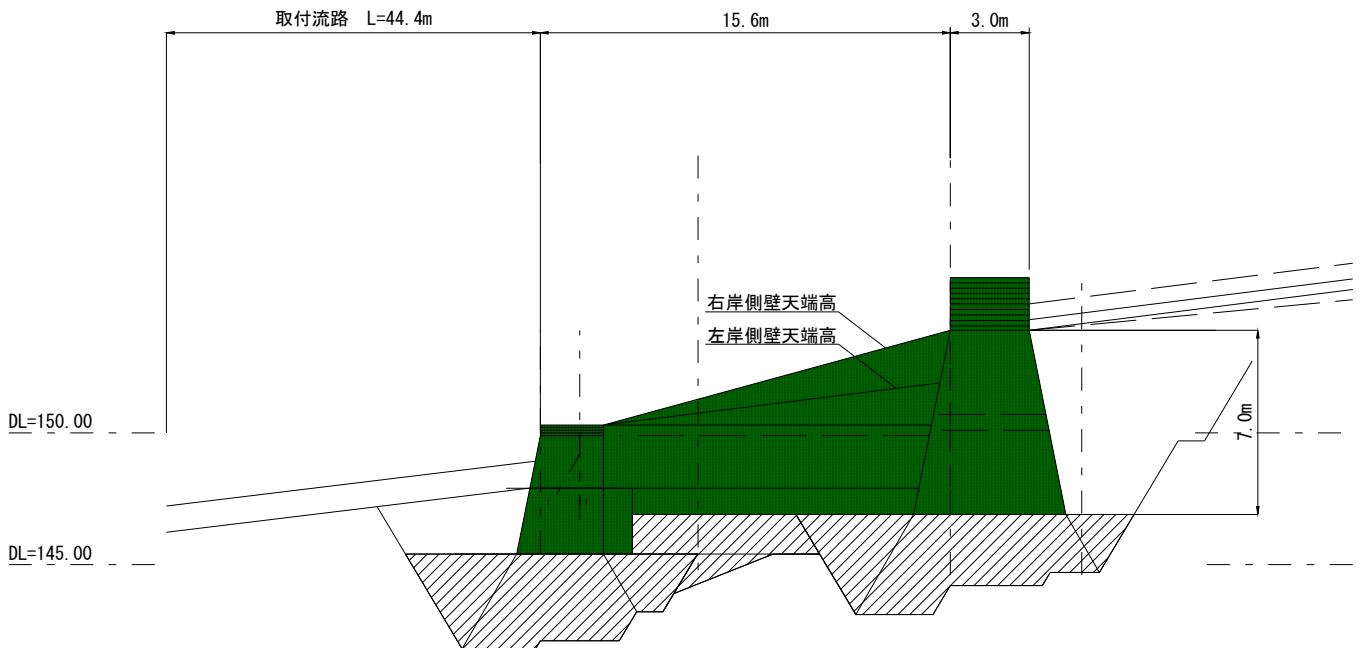 取付流路 L=44.4m
15.6m
3.0m
右岸側壁天端高
左岸側壁天端高
DL=150.00
7.0m
DL=145.00